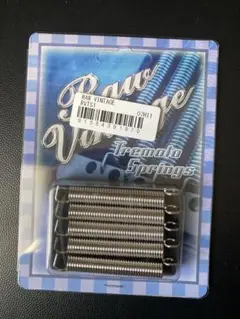 Raw
Vintage
RAW VINTAGE
RVTS1
Tremolo
Springs